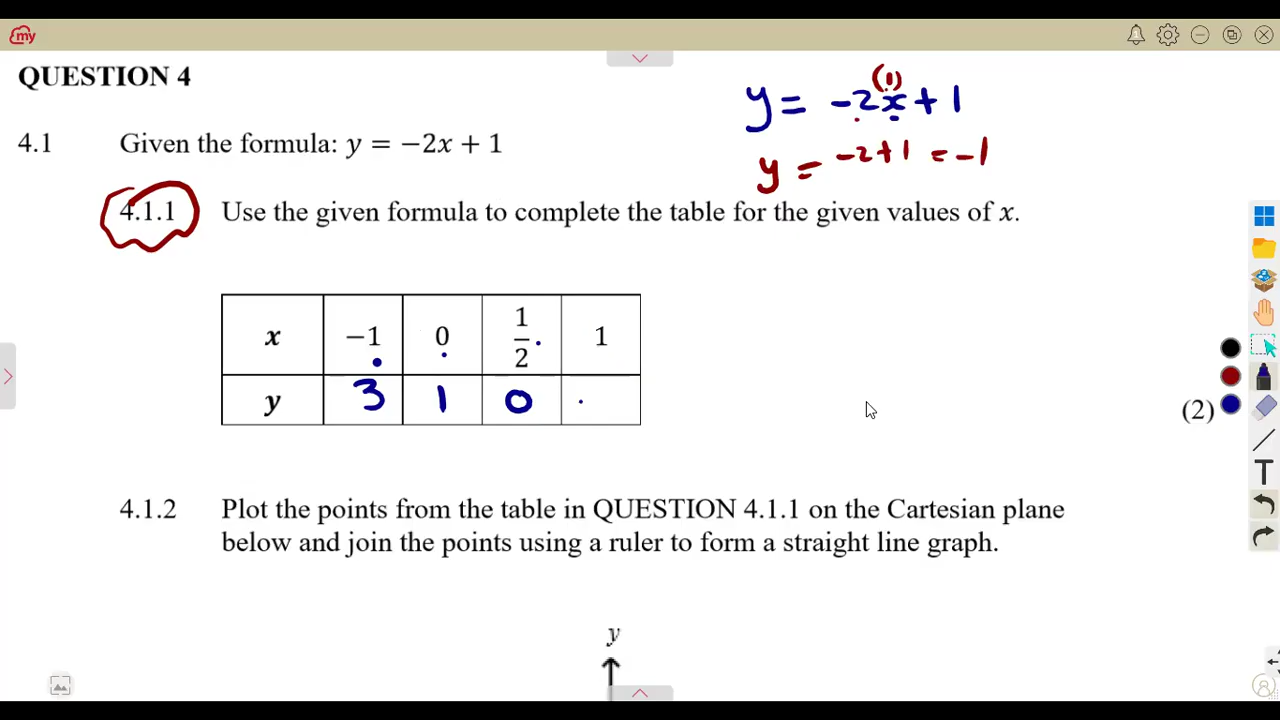 my
QUESTION 4
(1)
y = -2x + 1
4.1 Given the formula: y = −2x + 1
y = -2+1 = -1
4.1.1 Use the given formula to complete the table for the given values of x.
x −1 0 1/2 1
y 3 1 0
(2)
4.1.2 Plot the points from the table in QUESTION 4.1.1 on the Cartesian plane
below and join the points using a ruler to form a straight line graph.
y
T